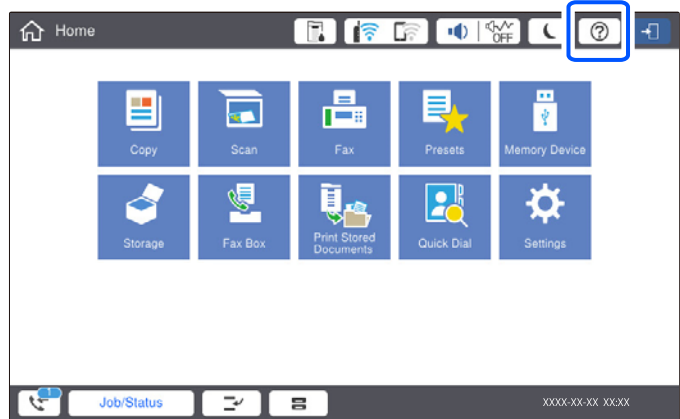 Home
OFF
?
Copy
Scan
Fax
Presets
Memory Device
Storage
Fax Box
Print Stored
Documents
Quick Dial
Settings
1
Job/Status
XXXX-XX-XX XX:XX